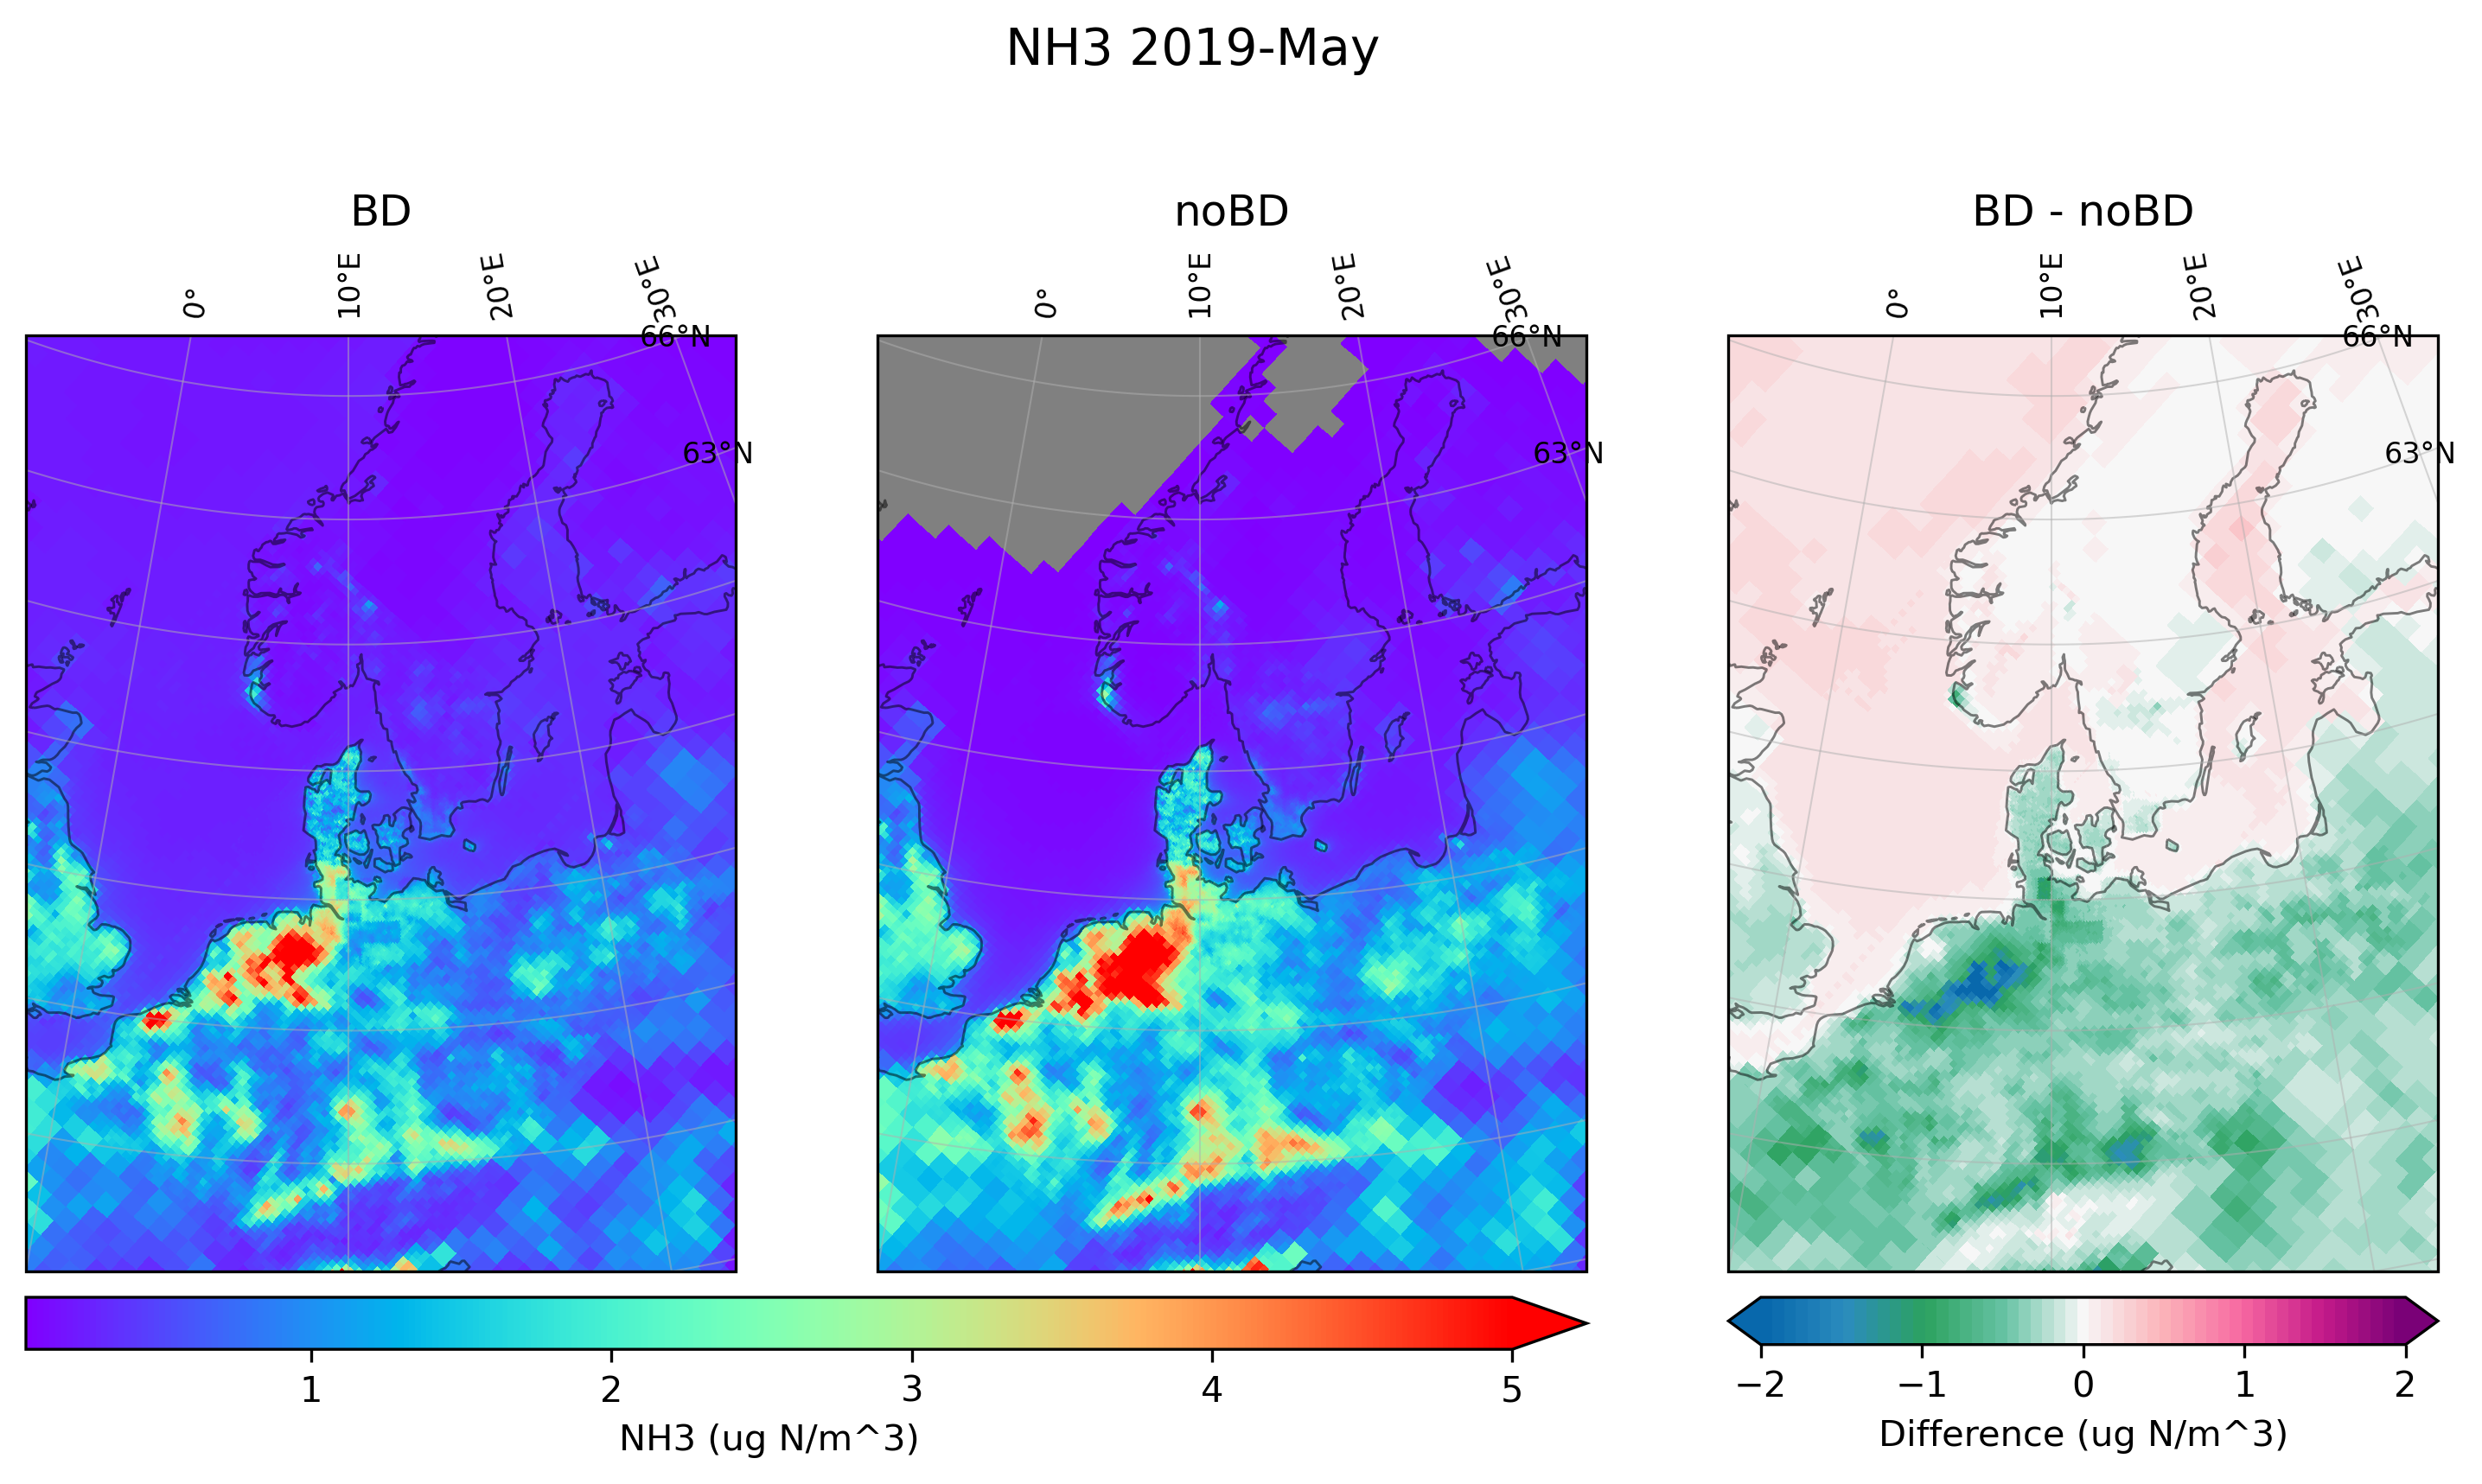 NH3 2019-May
BD
noBD
BD - noBD
0° 10°E 20°E 30°E
0° 10°E 20°E 30°E
0° 10°E 20°E 30°E
66°N 66°N 66°N
63°N 63°N 63°N
1 2 3 4 5
NH3 (ug N/m^3)
−2 −1 0 1 2
Difference (ug N/m^3)